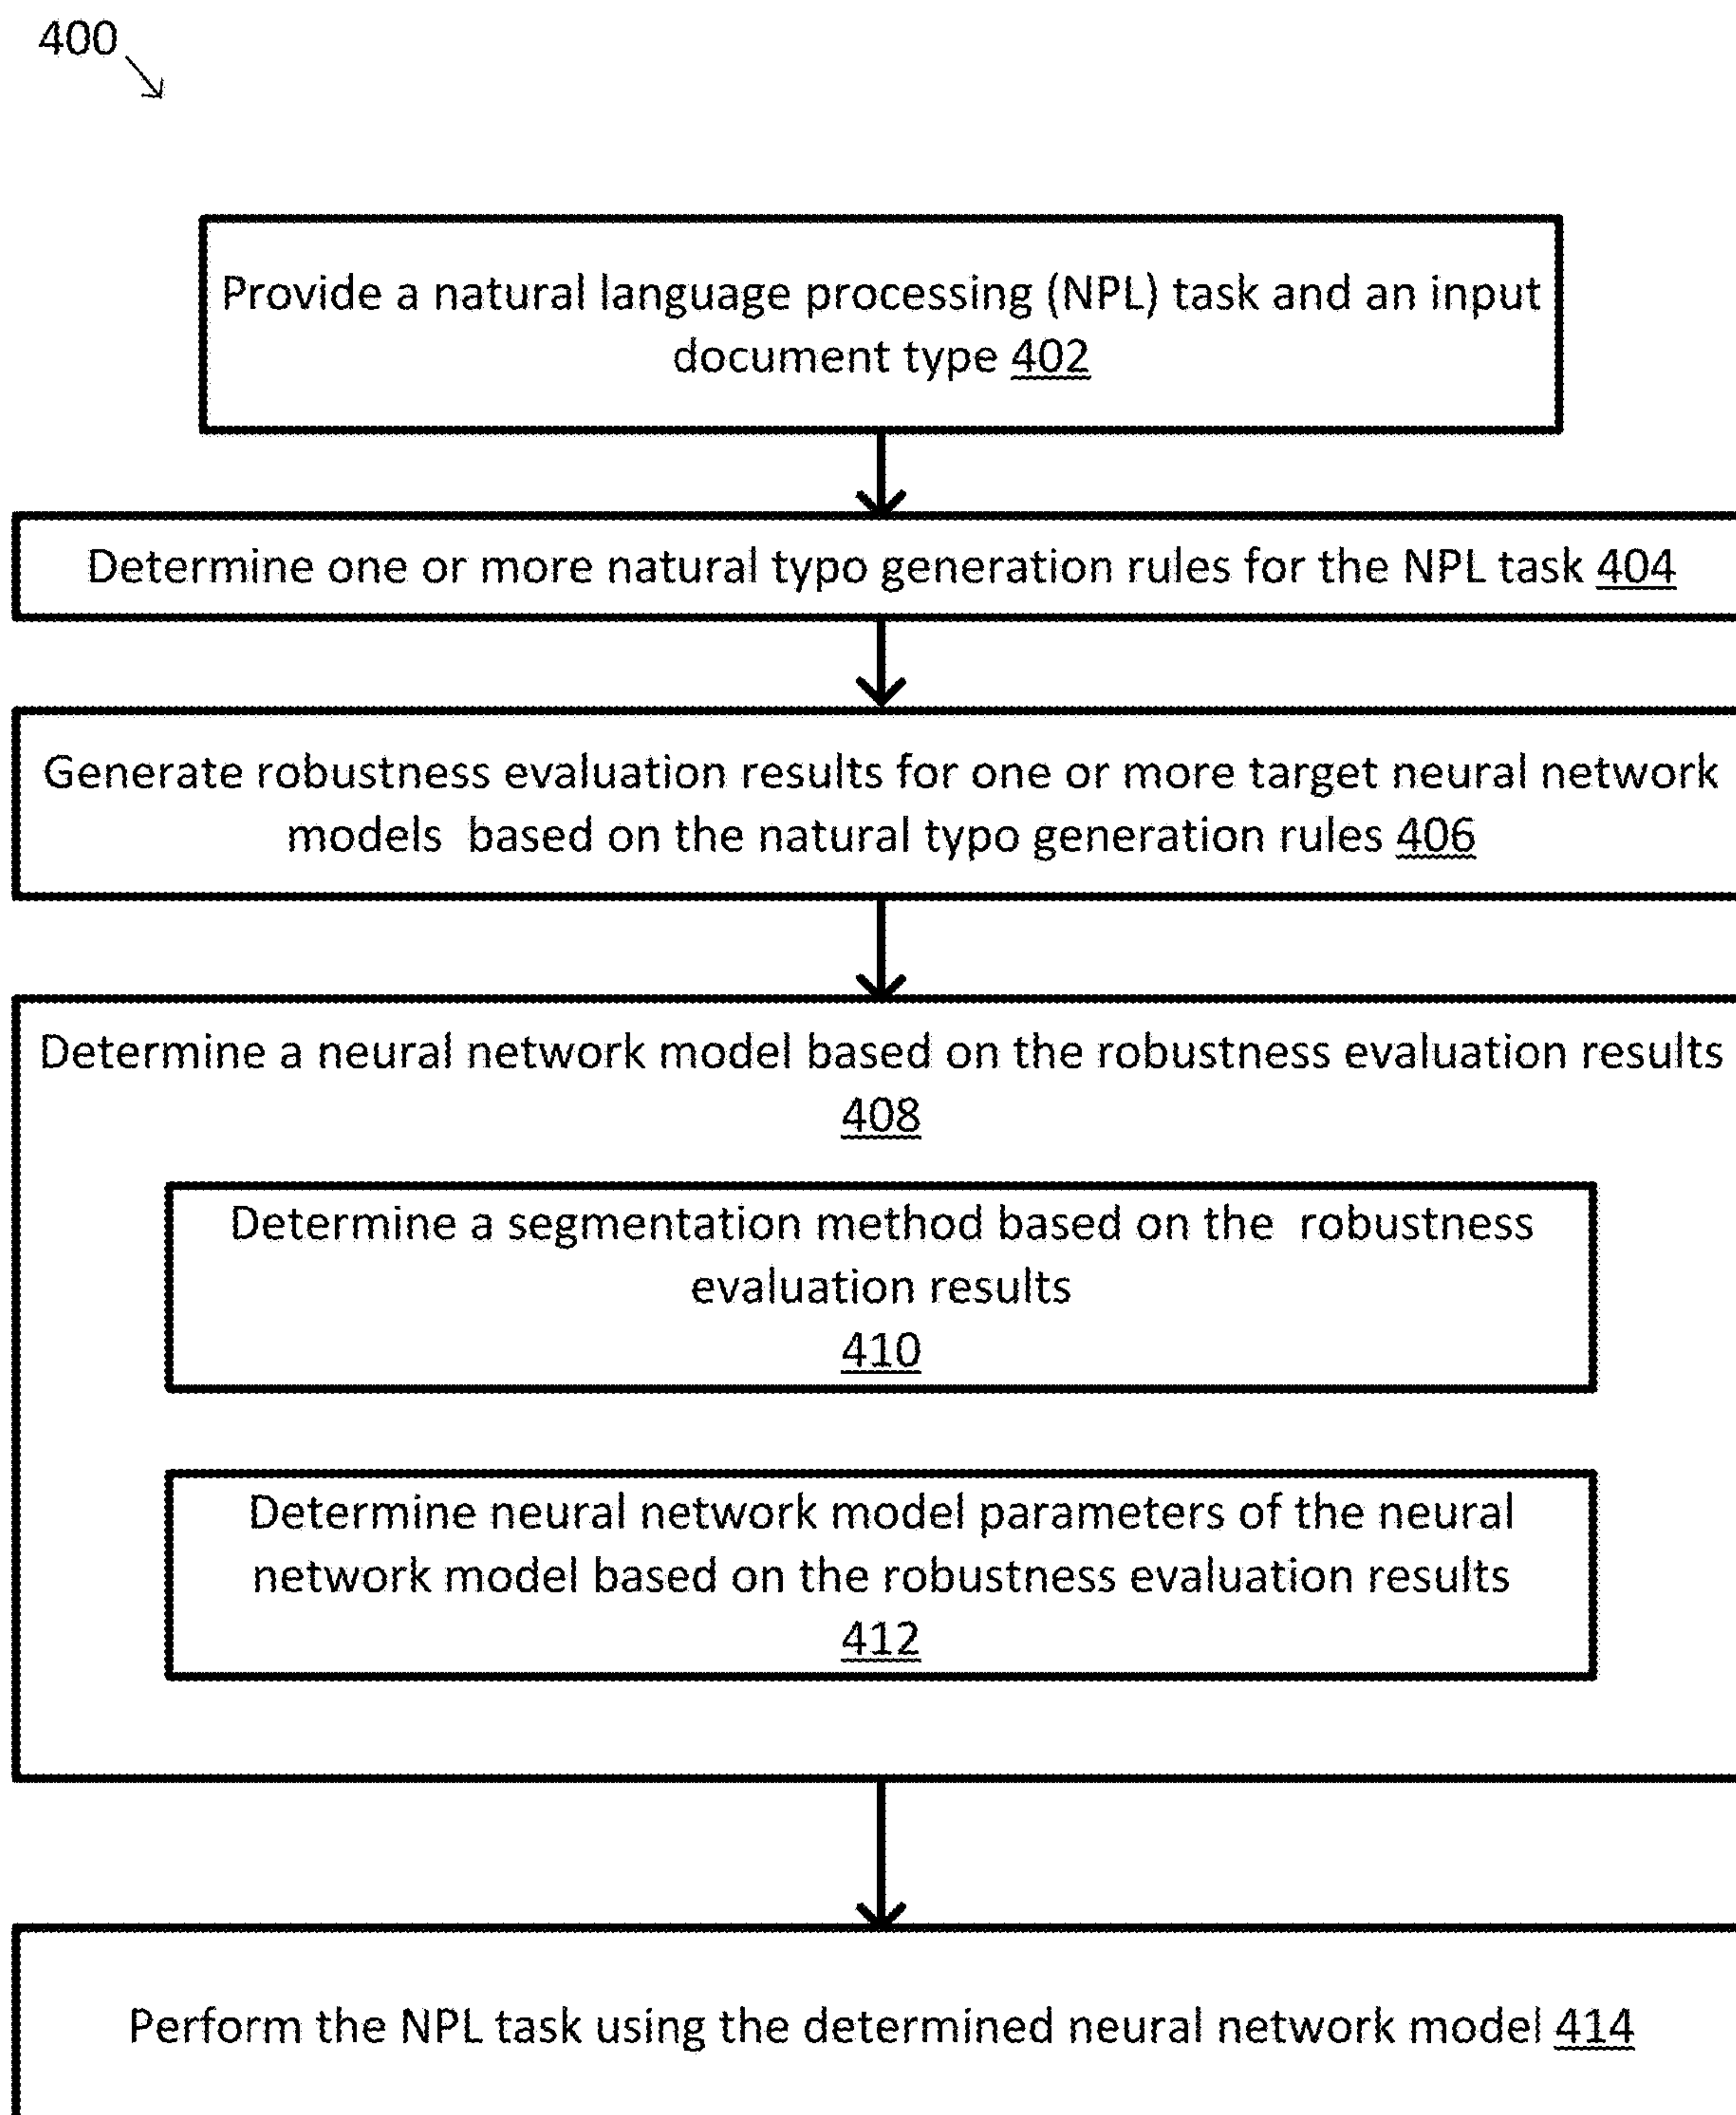 400
Provide a natural language processing (NPL) task and an input
document type 402
Determine one or more natural typo generation rules for the NPL task 404
Generate robustness evaluation results for one or more target neural network
models based on the natural typo generation rules 406
Determine a neural network model based on the robustness evaluation results
408
Determine a segmentation method based on the robustness
evaluation results
410
Determine neural network model parameters of the neural
network model based on the robustness evaluation results
412
Perform the NPL task using the determined neural network model 414